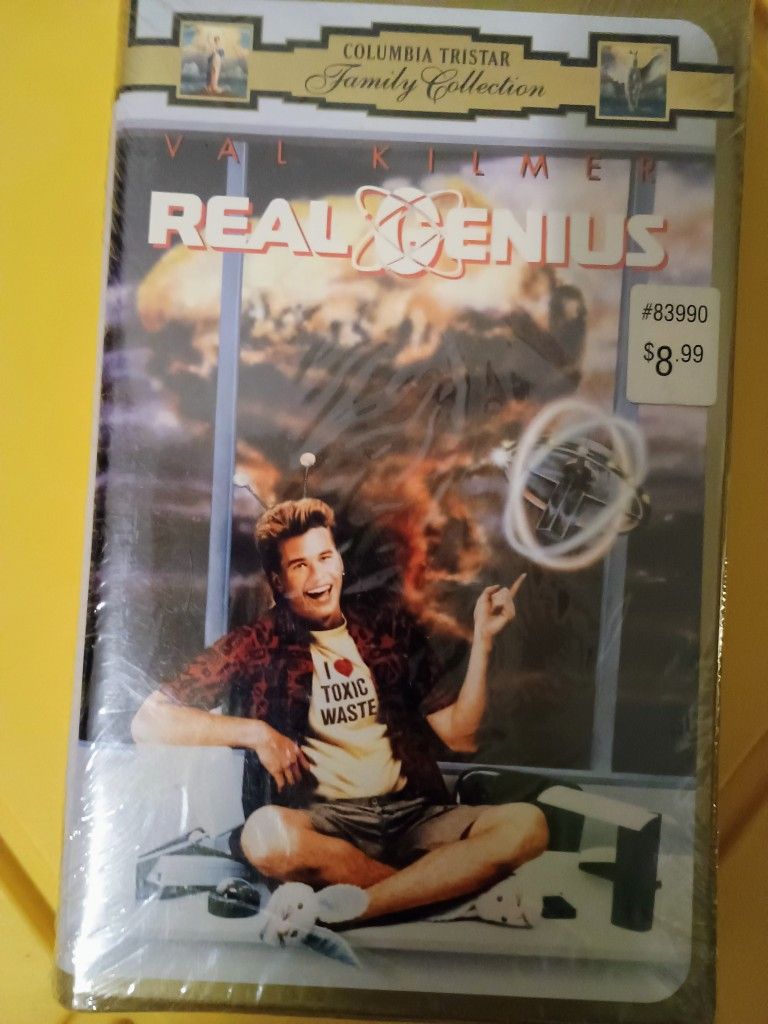 COLUMBIA TRISTAR
Family Collection
VAL KILMER
REAL GENIUS
#83990
$8.99
I ♥
TOXIC
WASTE